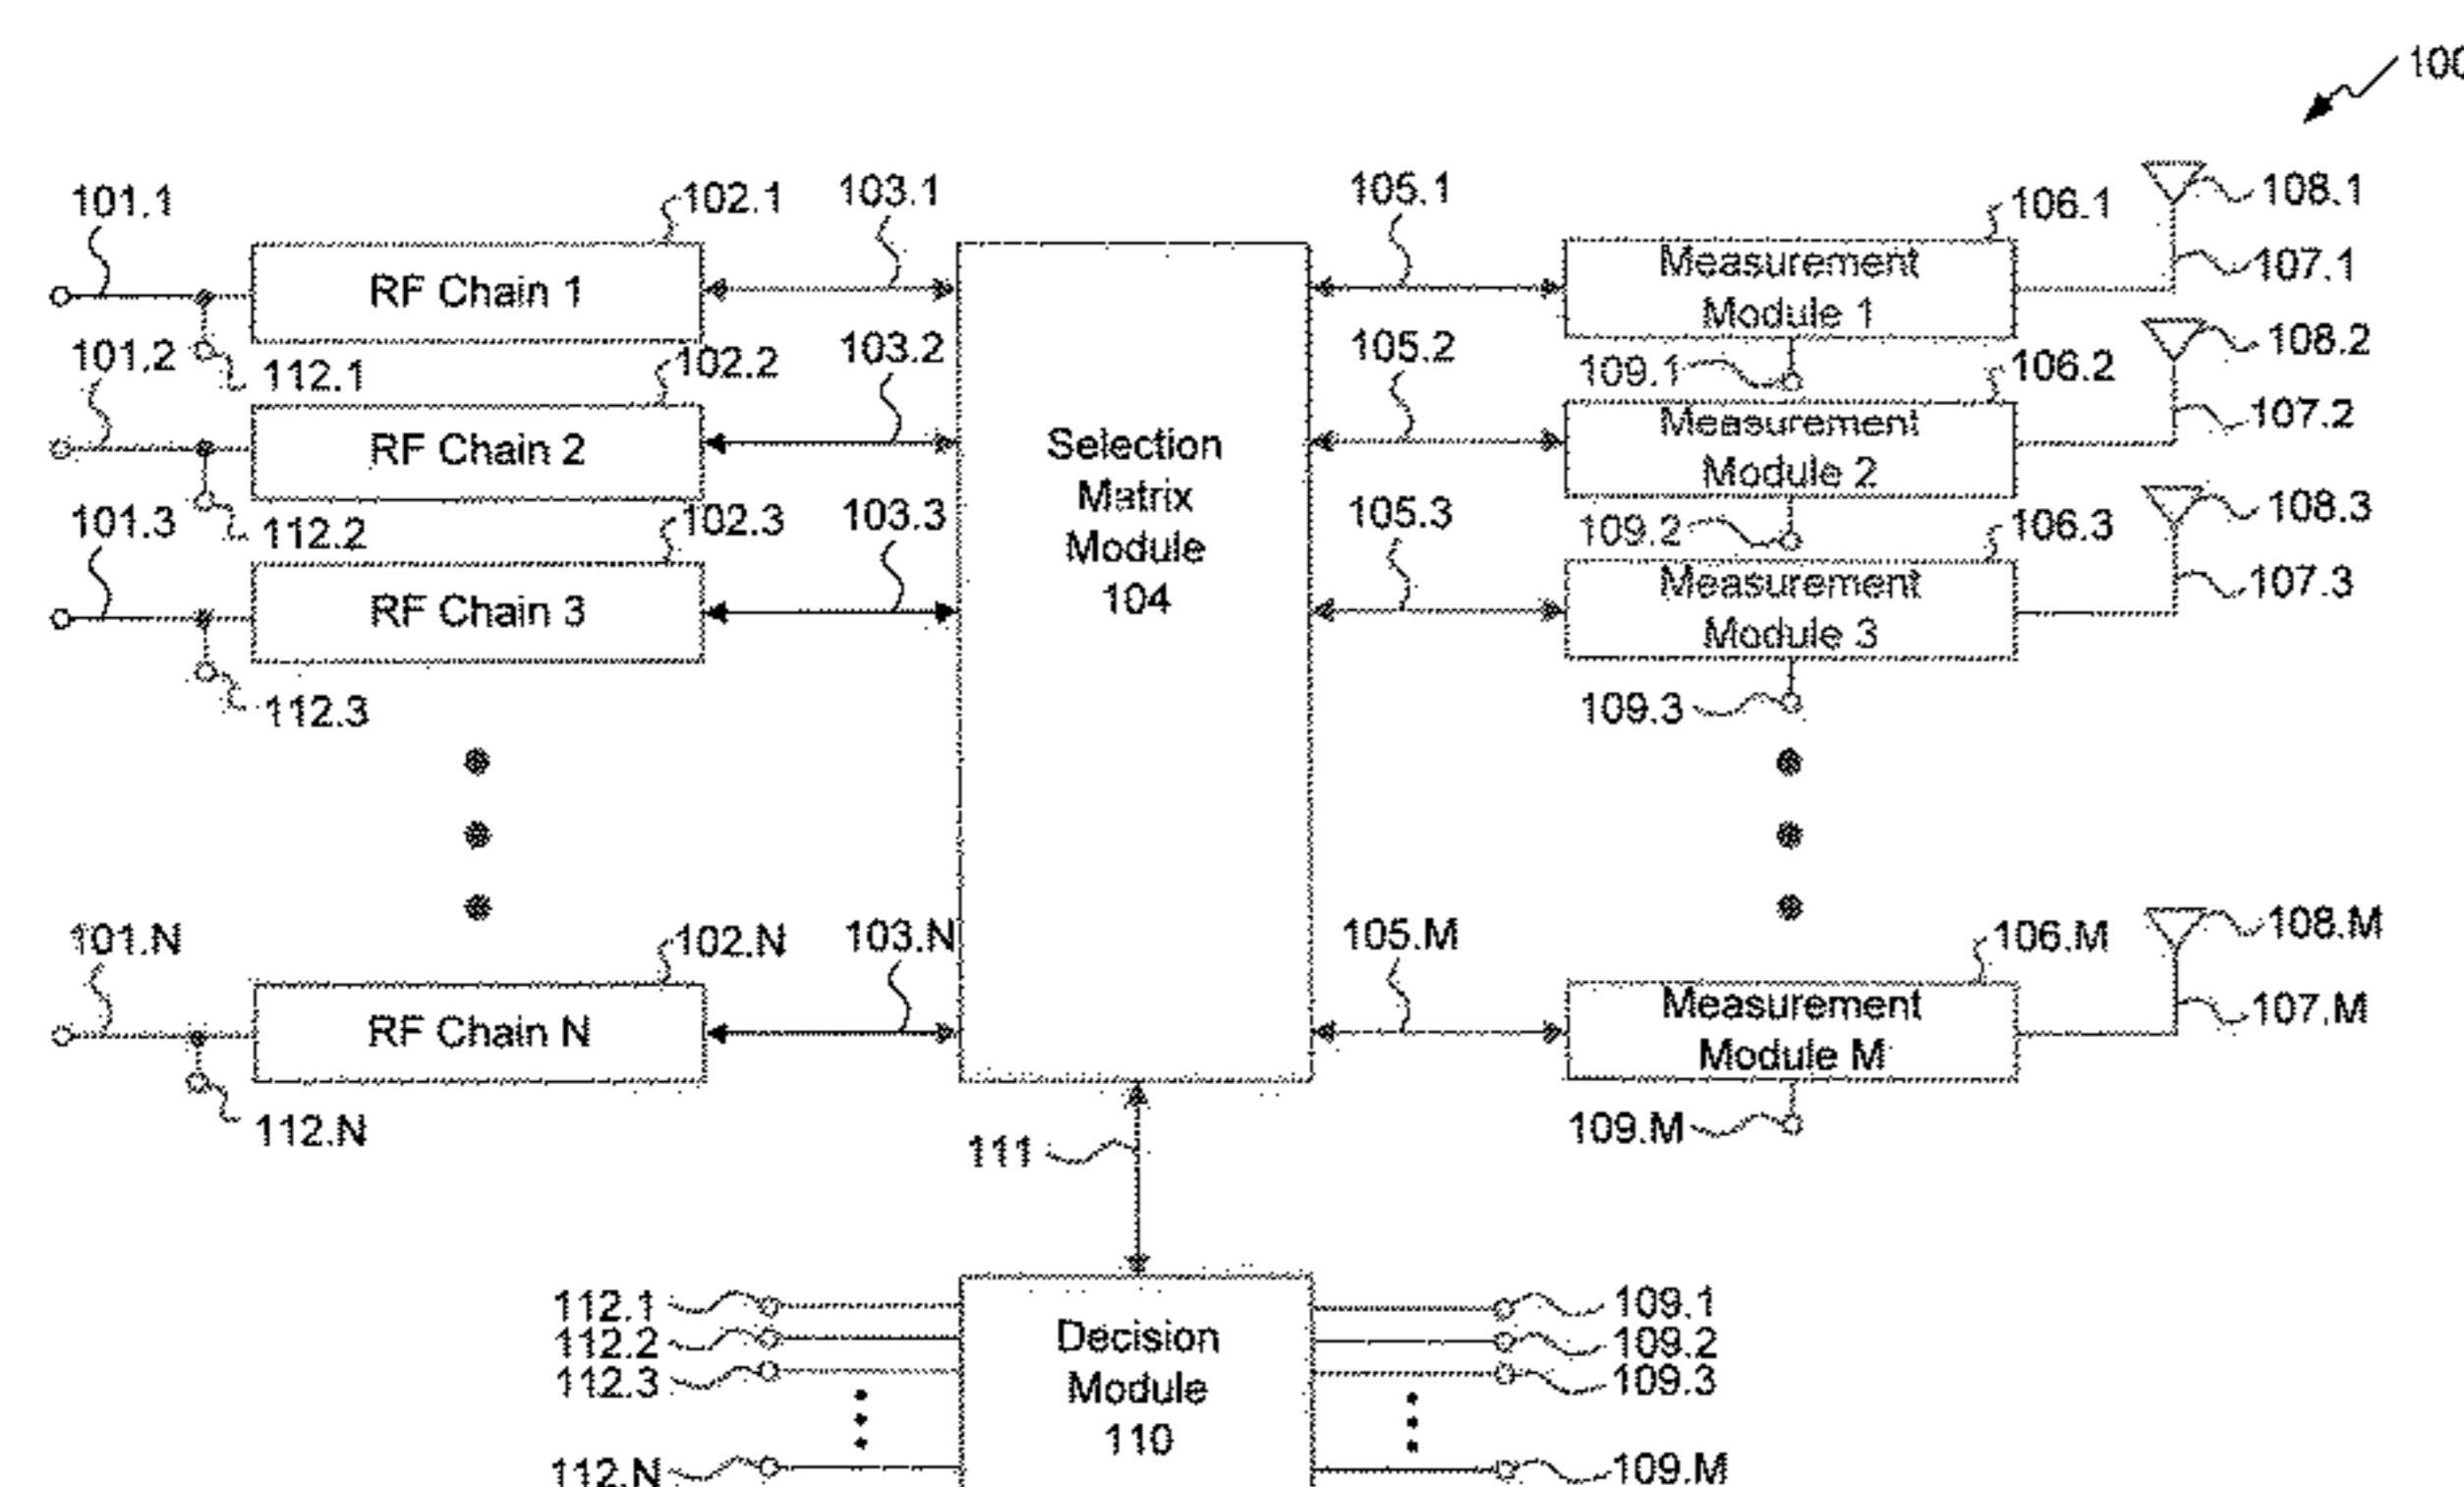 100
101.1
102.1
103.1
105.1
106.1
108.1
RF Chain 1
Measurement
Module 1
107.1
112.1
109.1
101.2
102.2
103.2
105.2
106.2
108.2
RF Chain 2
Measurement
Module 2
107.2
112.2
109.2
101.3
102.3
103.3
105.3
106.3
108.3
RF Chain 3
Measurement
Module 3
107.3
112.3
109.3
Selection
Matrix
Module
104
101.N
102.N
103.N
105.M
106.M
108.M
RF Chain N
Measurement
Module M
107.M
112.N
109.M
111
112.1
112.2
112.3
112.N
Decision
Module
110
109.1
109.2
109.3
109.M